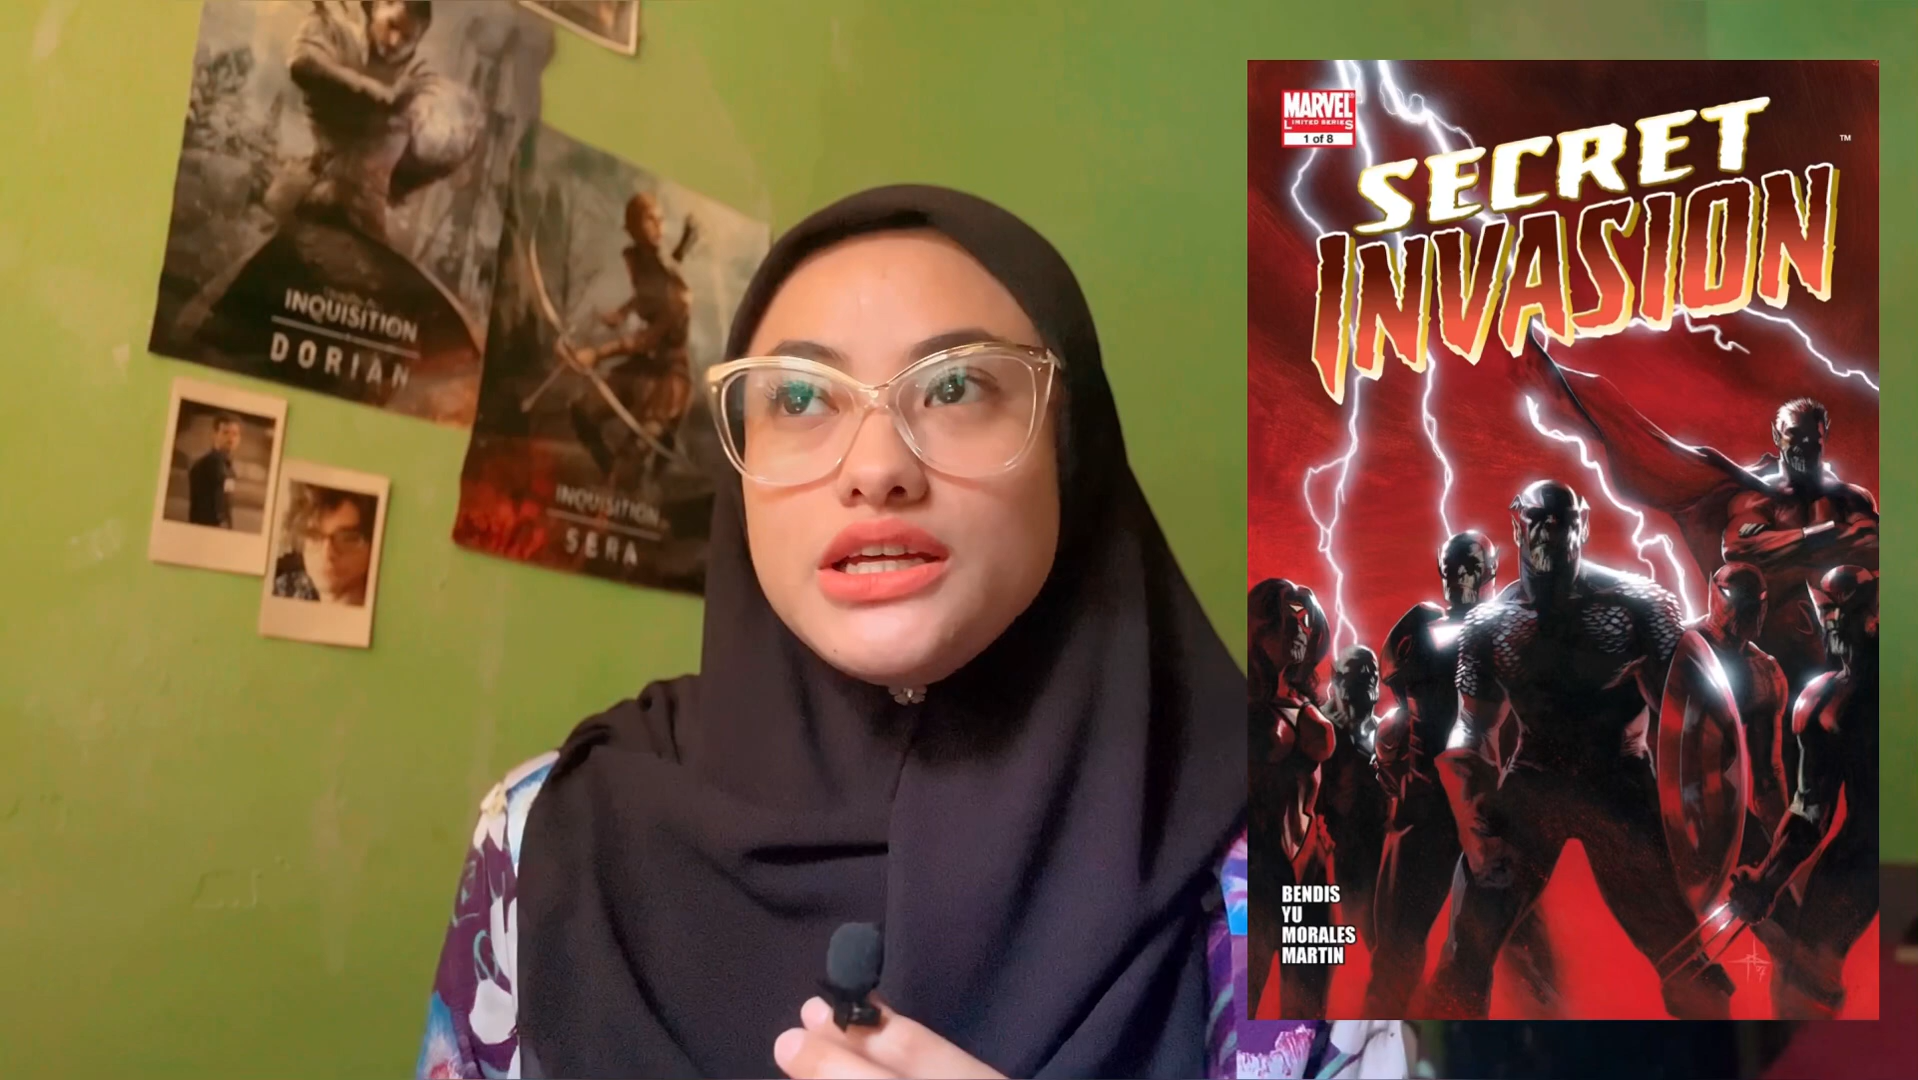 INQUISITION
DORIAN
INQUISITION
SERA
MARVEL
LIMITED SERIES
1 of 8
SECRET
INVASION
TM
BENDIS
YU
MORALES
MARTIN